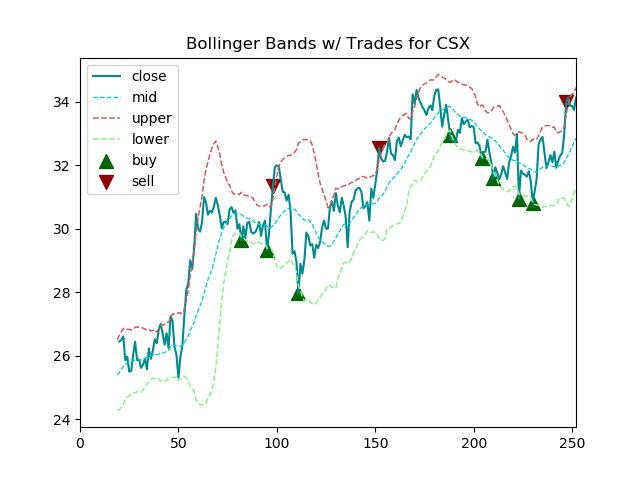 Bollinger Bands w/ Trades for CSX
close
mid
upper
lower
buy
sell
34
32
30
28
26
24
0 50 100 150 200 250